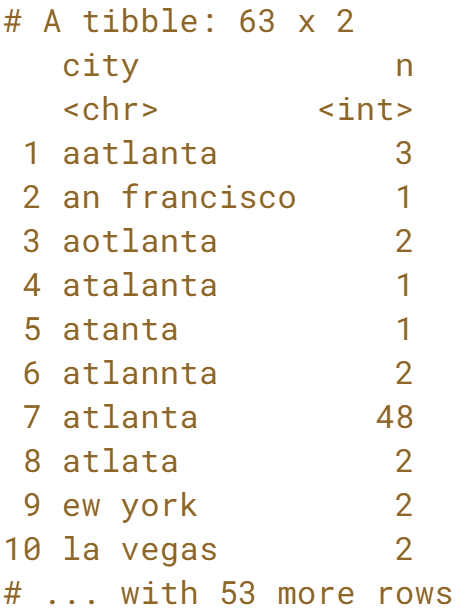 # A tibble: 63 x 2
   city             n
   <chr>        <int>
 1 aatlanta         3
 2 an francisco     1
 3 aotlanta         2
 4 atalanta         1
 5 atanta           1
 6 atlannta         2
 7 atlanta         48
 8 atlata           2
 9 ew york          2
10 la vegas         2
# ... with 53 more rows